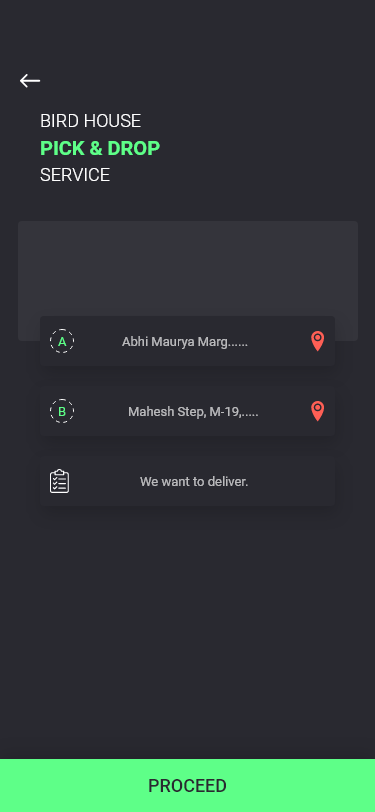 BIRD HOUSE
PICK & DROP
SERVICE
A
Abhi Maurya Marg......
B
Mahesh Step, M-19,.....
We want to deliver.
PROCEED